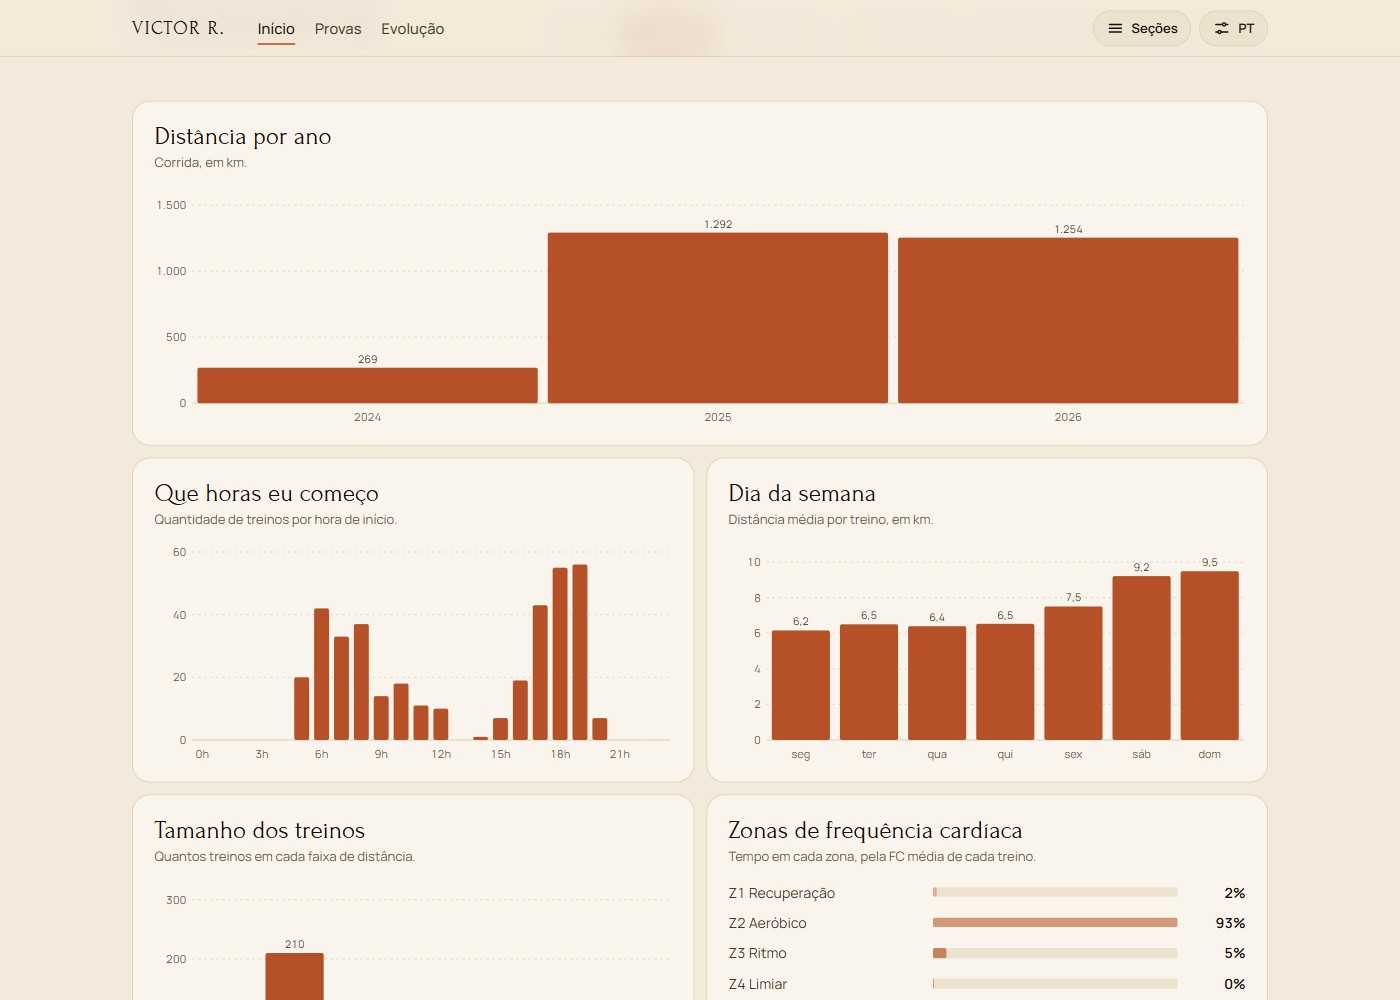 VICTOR R. Início Provas Evolução Seções PT
Distância por ano
Corrida, em km.
1.500
1.292
1.254
1.000
500
269
0
2024 2025 2026
Que horas eu começo
Quantidade de treinos por hora de início.
60
40
20
0
0h 3h 6h 9h 12h 15h 18h 21h
Dia da semana
Distância média por treino, em km.
10
9,5
9,2
8
7,5
6,2 6,5 6,4 6,5
6
4
2
0
seg ter qua qui sex sáb dom
Tamanho dos treinos
Quantos treinos em cada faixa de distância.
300
210
200
Zonas de frequência cardíaca
Tempo em cada zona, pela FC média de cada treino.
Z1 Recuperação 2%
Z2 Aeróbico 93%
Z3 Ritmo 5%
Z4 Limiar 0%